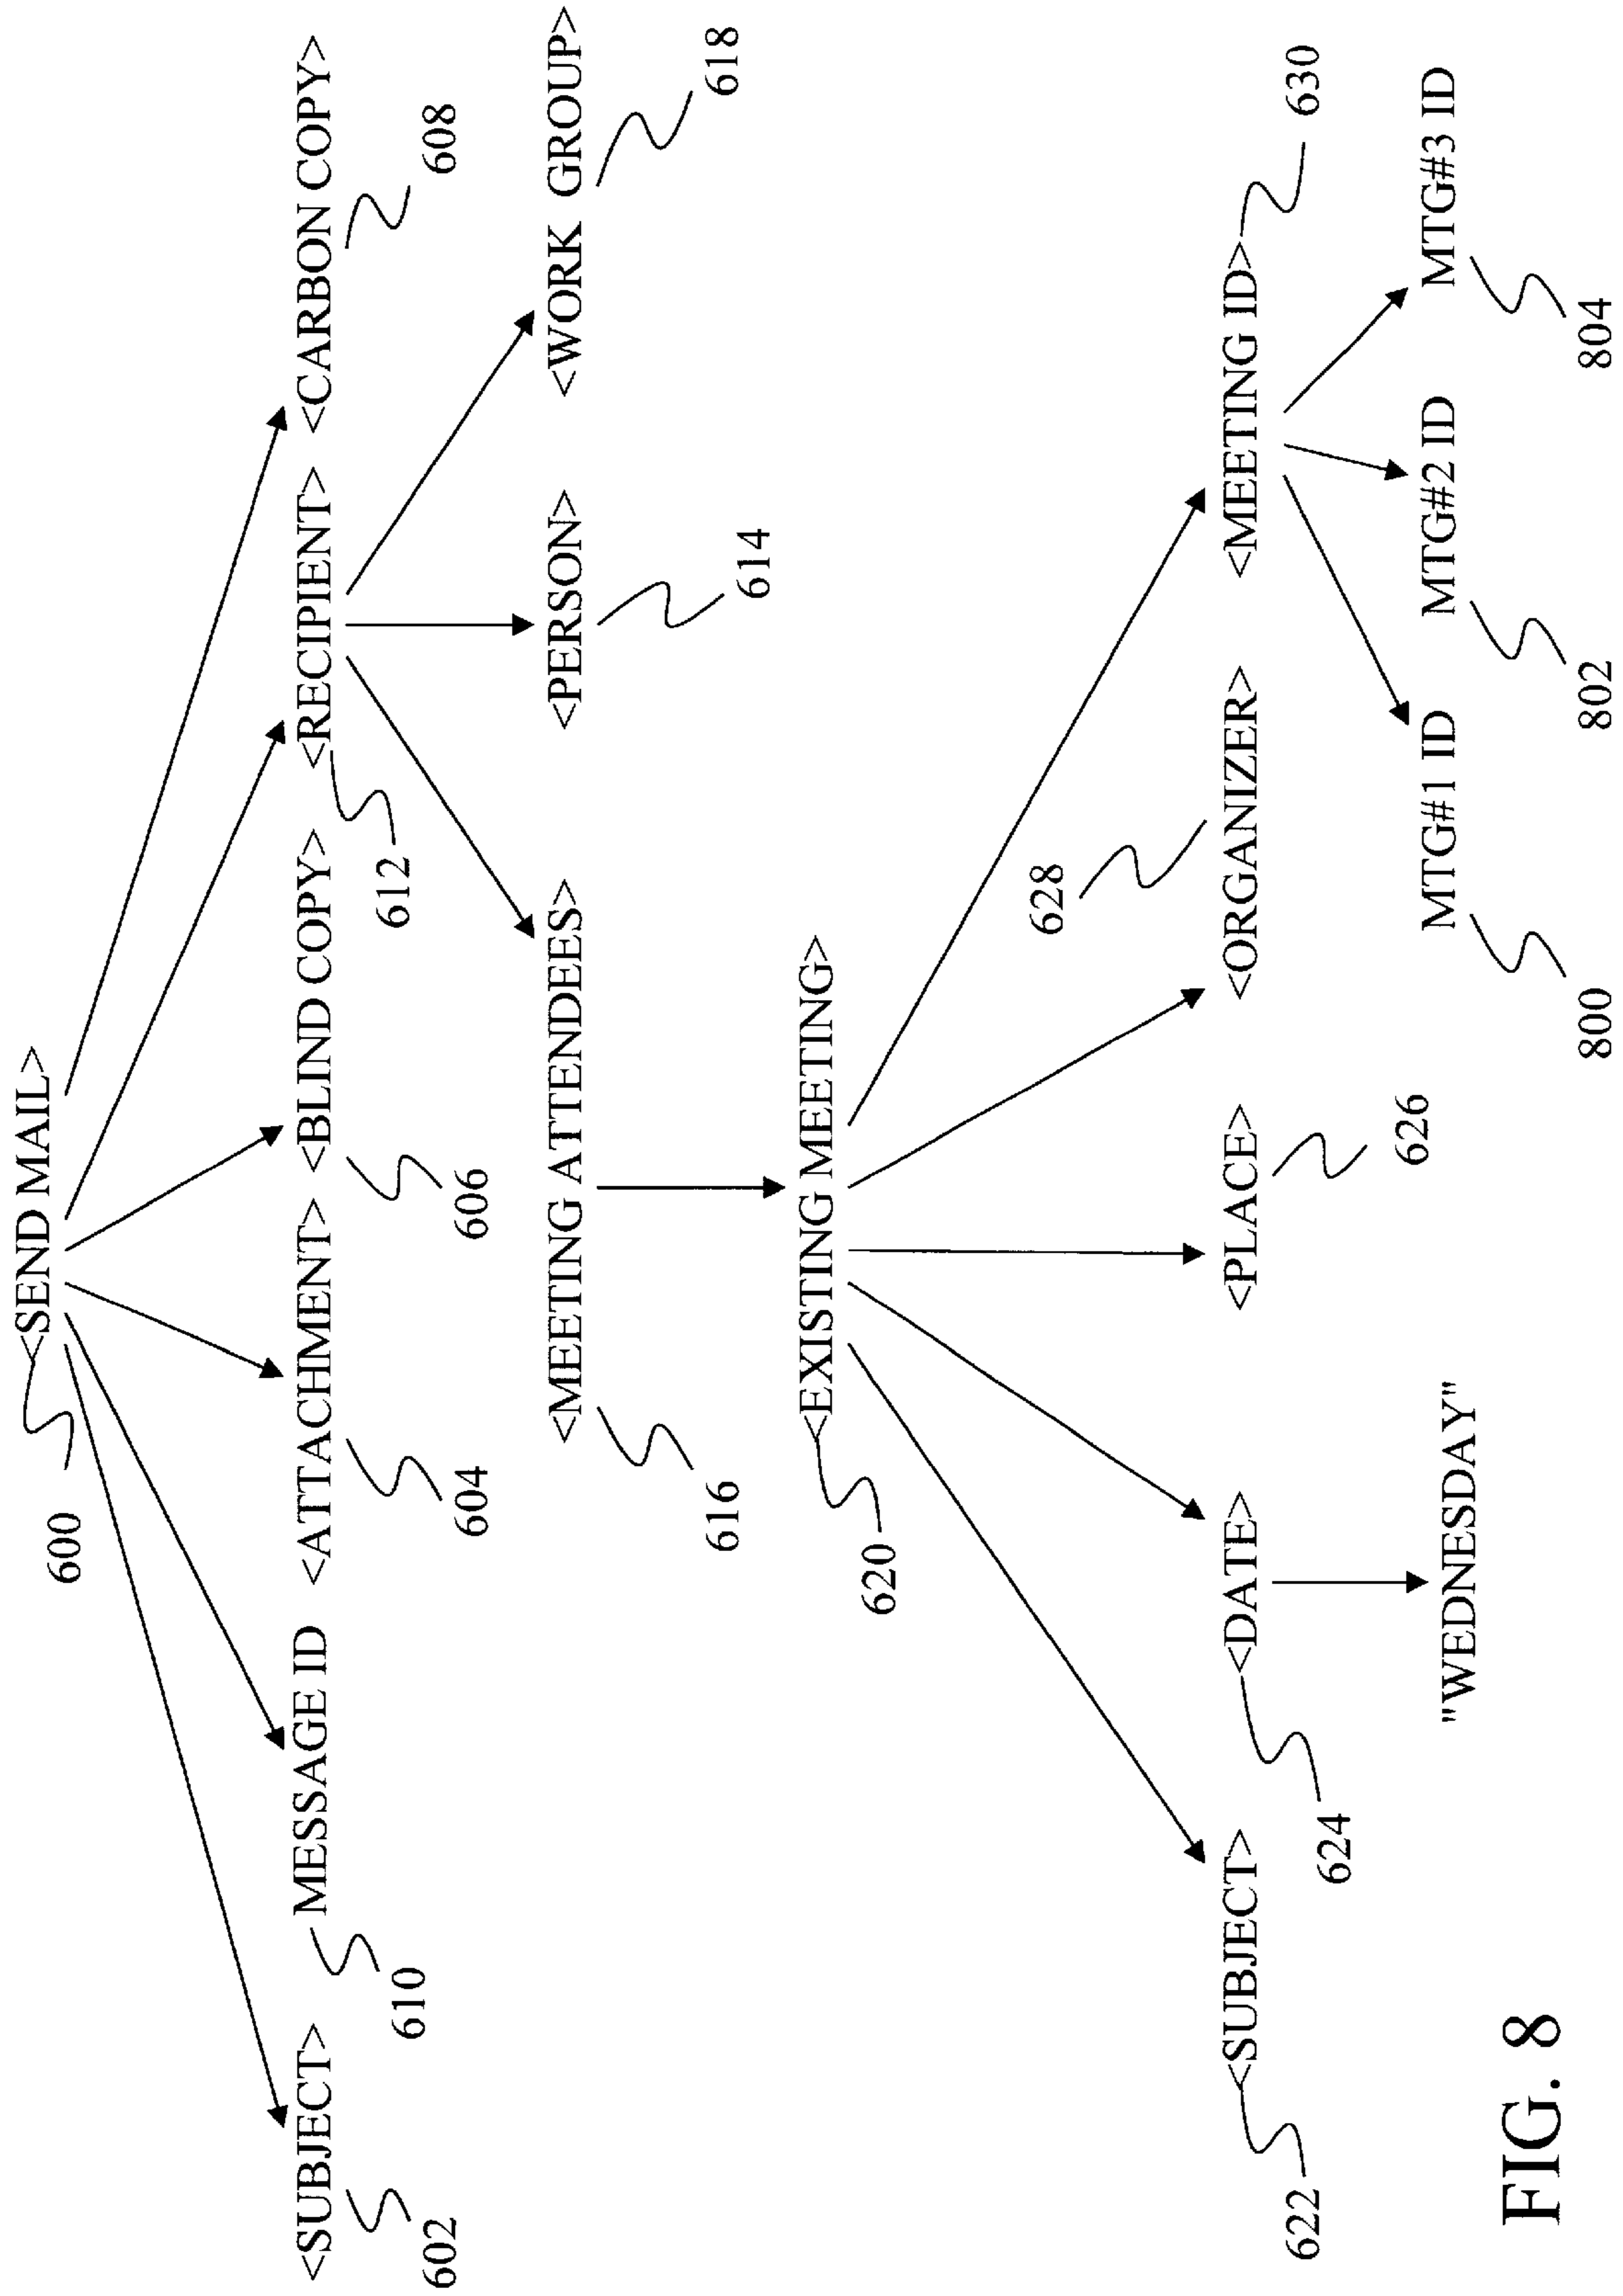 <SEND MAIL>
600
<SUBJECT> MESSAGE ID <ATTACHMENT> <BLIND COPY> <RECIPIENT> <CARBON COPY>
602 610 604 606 612 608
<MEETING ATTENDEES> <PERSON> <WORK GROUP>
616 614 618
<EXISTING MEETING>
620 628
<SUBJECT> <DATE> <PLACE> <ORGANIZER> <MEETING ID>
622 624 626 630
"WEDNESDAY" MTG#1 ID MTG#2 ID MTG#3 ID
800 802 804
FIG. 8